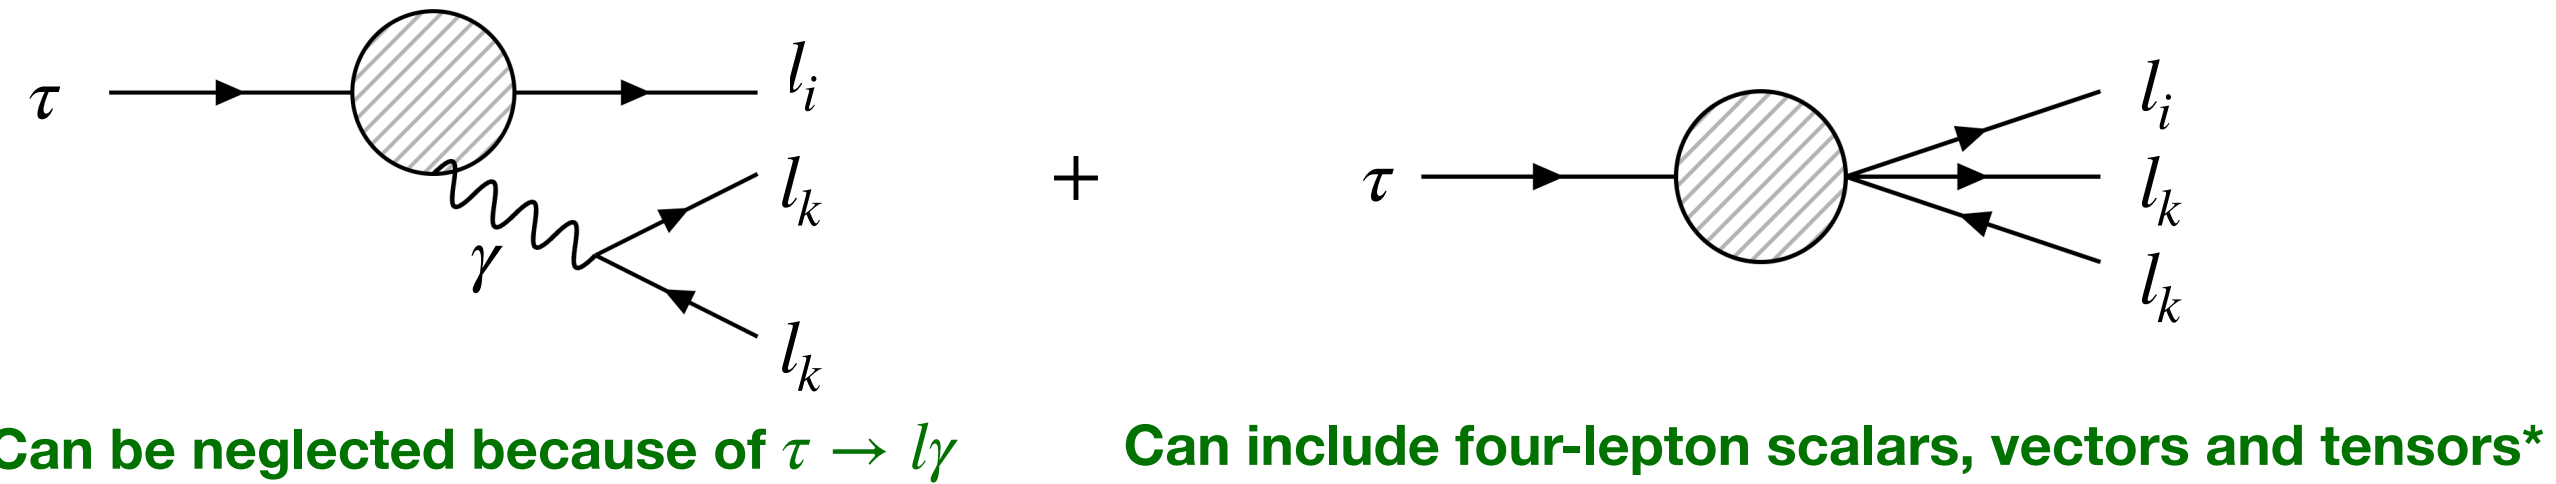 τ
l_i
l_k
γ
l_k
+
τ
l_i
l_k
l_k
Can be neglected because of τ → lγ
Can include four-lepton scalars, vectors and tensors*